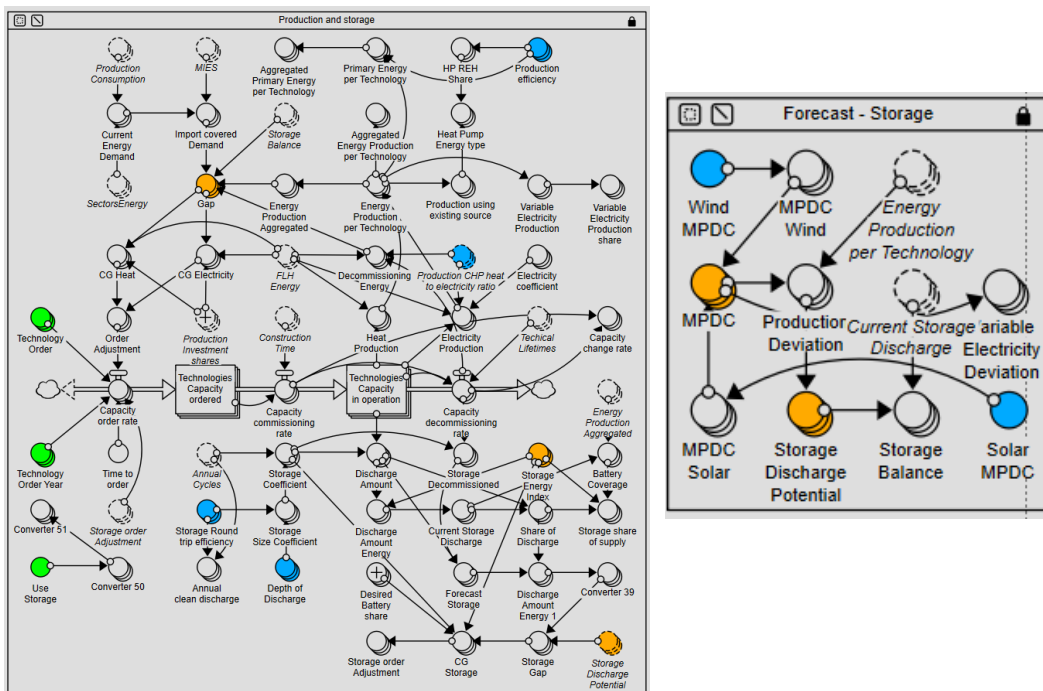 Production and storage
Production
Consumption
MIES
Aggregated
Primary Energy
per Technology
Primary Energy
per Technology
HP REH
Share
Production
efficiency
Current
Energy
Demand
Import covered
Demand
Storage
Balance
Aggregated
Energy Production
per Technology
Heat Pump
Energy type
SectorsEnergy
Gap
Energy
Production
Aggregated
Energy
Production
per Technology
Production using
existing source
Variable
Electricity
Production
Variable
Electricity
Production
share
CG Heat
CG Electricity
FLH
Energy
Decommissioning
Energy
Production CHP heat
to electricity ratio
Electricity
coefficient
Technology
Order
Order
Adjustment
Production
Investment
shares
Construction
Time
Heat
Production
Electricity
Production
Techical
Lifetimes
Capacity
change rate
Technologies
Capacity
ordered
Technologies
Capacity
in operation
Capacity
order rate
Capacity
commissioning
rate
Capacity
decommissioning
rate
Energy
Production
Aggregated
Technology
Order Year
Time to
order
Annual
Cycles
Storage
Coefficient
Discharge
Amount
Storage
Decommissioned
Storage
Energy
Index
Battery
Coverage
Converter 51
Storage order
Adjustment
Storage Round
trip efficiency
Storage
Size Coefficient
Discharge
Amount
Energy
Current Storage
Discharge
Share of
Discharge
Storage share
of supply
Use
Storage
Converter 50
Annual
clean discharge
Depth of
Discharge
Desired
Battery
share
Forecast
Storage
Discharge
Amount
Energy 1
Converter 39
Storage order
Adjustment
CG
Storage
Storage
Gap
Storage
Discharge
Potential
Forecast - Storage
Wind
MPDC
MPDC
Wind
Energy
Production
per Technology
MPDC
Production
Deviation
Current Storage
Discharge
ariable
Electricity
Deviation
MPDC
Solar
Storage
Discharge
Potential
Storage
Balance
Solar
MPDC